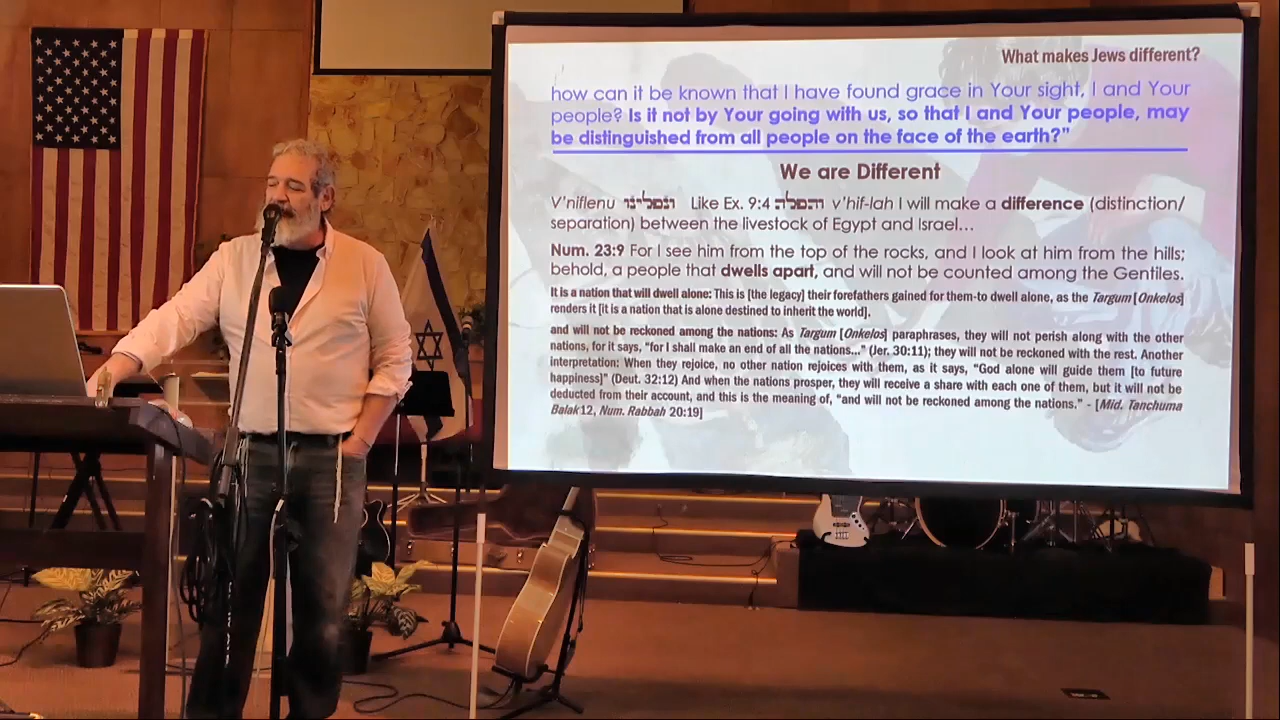 What makes Jews different?
how can it be known that I have found grace in Your sight, I and Your
people? Is it not by Your going with us, so that I and Your people, may
be distinguished from all people on the face of the earth?"
We are Different
V'niflenu Like Ex. 9:4 v'hif-lah I will make a difference (distinction/
separation) between the livestock of Egypt and Israel...
Num. 23:9 For I see him from the top of the rocks, and I look at him from the hills;
behold, a people that dwells apart, and will not be counted among the Gentiles.
It is a nation that will dwell alone: This is [the legacy] their forefathers gained for them-to dwell alone, as the Targum [Onkelos]
renders it [it is a nation that is alone destined to inherit the world].
and will not be reckoned among the nations: As Targum [Onkelos] paraphrases, they will not perish along with the other
nations, for it says, "for I shall make an end of all the nations..." (Jer. 30:11); they will not be reckoned with the rest. Another
interpretation: When they rejoice, no other nation rejoices with them, as it says, "God alone will guide them [to future
happiness]" (Deut. 32:12) And when the nations prosper, they will receive a share with each one of them, but it will not be
deducted from their account, and this is the meaning of, "and will not be reckoned among the nations." - [Mid. Tanchuma
Balak12, Num. Rabbah 20:19]